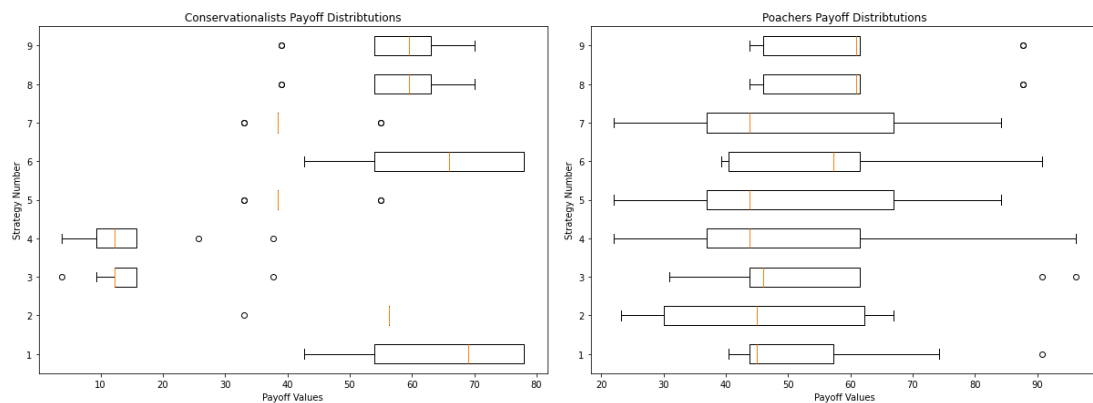 Conservationalists Payoff Distribtutions
Strategy Number
9
8
7
6
5
4
3
2
1
10 20 30 40 50 60 70 80
Payoff Values
Poachers Payoff Distribtutions
Strategy Number
9
8
7
6
5
4
3
2
1
20 30 40 50 60 70 80 90
Payoff Values